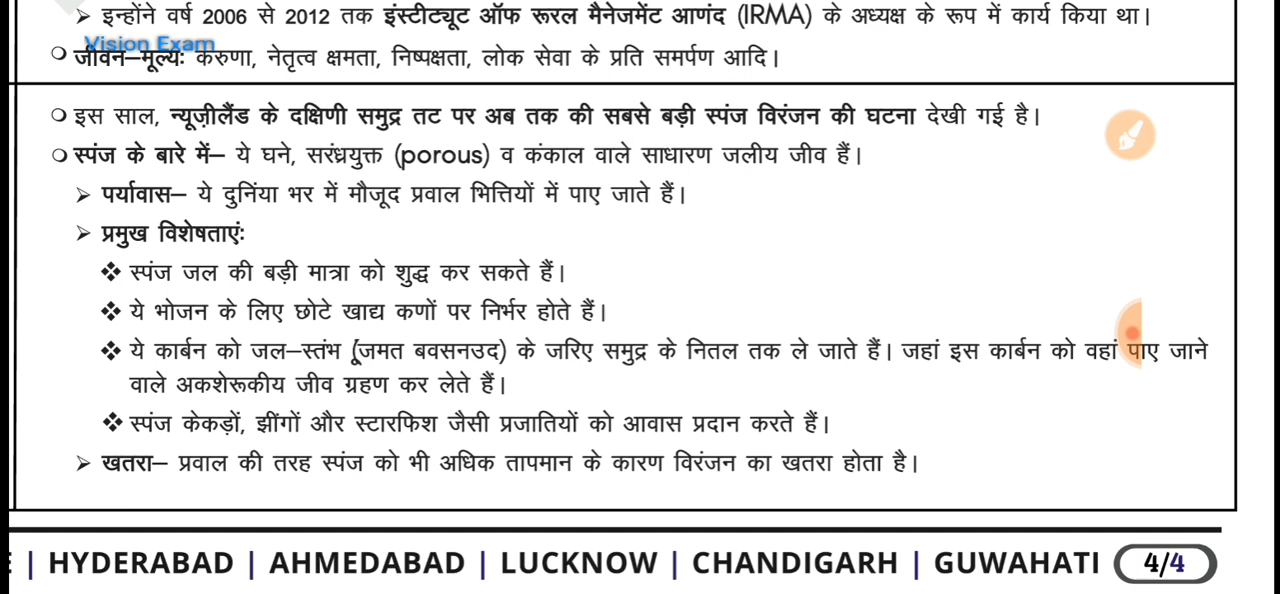 ➢ इन्होंने वर्ष 2006 से 2012 तक इंस्टीट्यूट ऑफ रूरल मैनेजमेंट आणंद (IRMA) के अध्यक्ष के रूप में कार्य किया था।
Vision Exam
○ जीवन–मूल्यः करुणा, नेतृत्व क्षमता, निष्पक्षता, लोक सेवा के प्रति समर्पण आदि।
○ इस साल, न्यूज़ीलैंड के दक्षिणी समुद्र तट पर अब तक की सबसे बड़ी स्पंज विरंजन की घटना देखी गई है।
○ स्पंज के बारे में– ये घने, सरंध्रयुक्त (porous) व कंकाल वाले साधारण जलीय जीव हैं।
➢ पर्यावास– ये दुनिंया भर में मौजूद प्रवाल भित्तियों में पाए जाते हैं।
➢ प्रमुख विशेषताएंः
❖ स्पंज जल की बड़ी मात्रा को शुद्ध कर सकते हैं।
❖ ये भोजन के लिए छोटे खाद्य कणों पर निर्भर होते हैं।
❖ ये कार्बन को जल–स्तंभ (जमत बवसनउद) के जरिए समुद्र के नितल तक ले जाते हैं। जहां इस कार्बन को वहां पाए जाने
वाले अकशेरूकीय जीव ग्रहण कर लेते हैं।
❖ स्पंज केकड़ों, झींगों और स्टारफिश जैसी प्रजातियों को आवास प्रदान करते हैं।
➢ खतरा– प्रवाल की तरह स्पंज को भी अधिक तापमान के कारण विरंजन का खतरा होता है।
| HYDERABAD | AHMEDABAD | LUCKNOW | CHANDIGARH | GUWAHATI 4/4